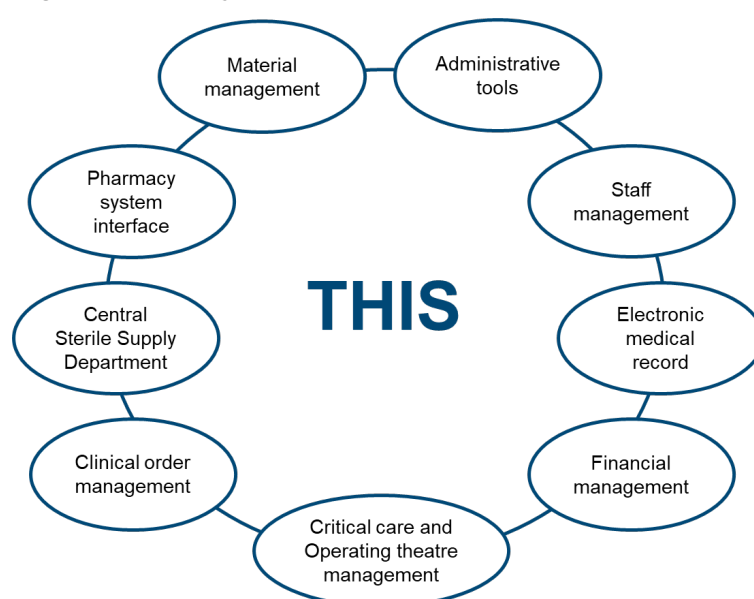 Material
management
Administrative
tools
Pharmacy
system
interface
Staff
management
THIS
Central
Sterile Supply
Department
Electronic
medical
record
Clinical order
management
Financial
management
Critical care and
Operating theatre
management